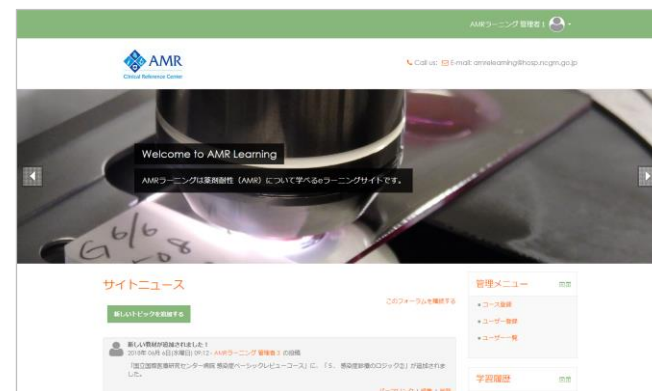 AMRラーニング 管理者 1
AMR
Clinical Reference Center
Call us: E-mail: amrelearning@hosp.ncgm.go.jp
Welcome to AMR Learning
AMRラーニングは薬剤耐性（AMR）について学べるeラーニングサイトです。
G 6/6
08
サイトニュース
このフォーラムを購読する
新しいトピックを追加する
新しい教材が追加されました！
2018年 06月 6日(水曜日) 09:12 - AMRラーニング 管理者 2 の投稿
「国立国際医療研究センター病院 感染症ベーシックレビューコース」に、「5. 感染症診療のロジック②」が追加されました。
管理メニュー
コース登録
ユーザー登録
ユーザー一覧
学習履歴